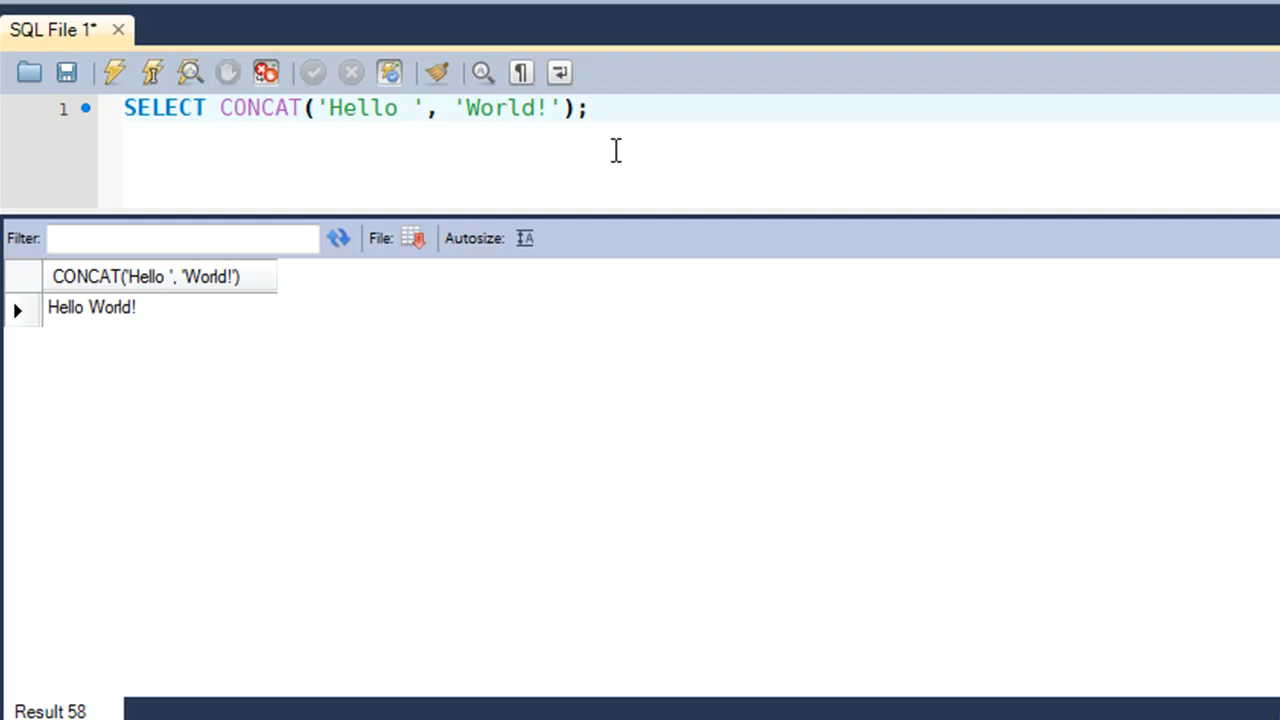 SQL File 1*
1 SELECT CONCAT('Hello ', 'World!');
Filter: File: Autosize:
CONCAT('Hello ', 'World!')
Hello World!
Result 58